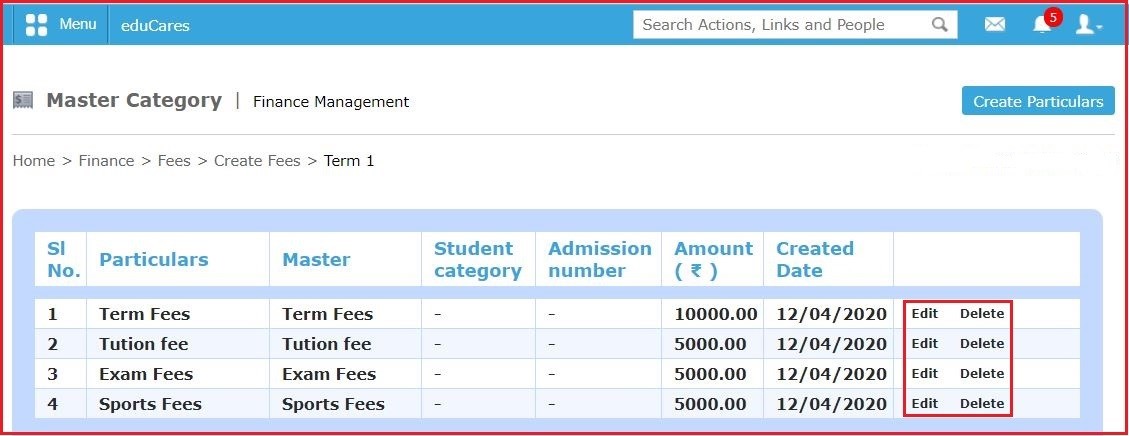 Menu eduCares Search Actions, Links and People 5
Master Category | Finance Management Create Particulars
Home > Finance > Fees > Create Fees > Term 1
Sl No. Particulars Master Student category Admission number Amount ( ₹ ) Created Date
1 Term Fees Term Fees - - 10000.00 12/04/2020 Edit Delete
2 Tution fee Tution fee - - 5000.00 12/04/2020 Edit Delete
3 Exam Fees Exam Fees - - 5000.00 12/04/2020 Edit Delete
4 Sports Fees Sports Fees - - 5000.00 12/04/2020 Edit Delete